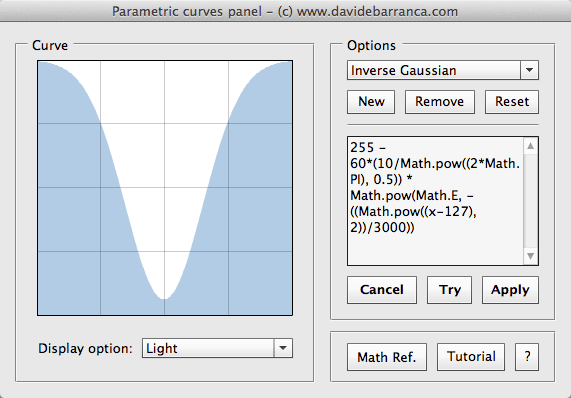 Parametric curves panel - (c) www.davidebarranca.com
Curve
Display option: Light
Options
Inverse Gaussian
New Remove Reset
255 -
60*(10/Math.pow((2*Math.
PI), 0.5)) *
Math.pow(Math.E, -
((Math.pow((x-127),
2))/3000))
Cancel Try Apply
Math Ref. Tutorial ?